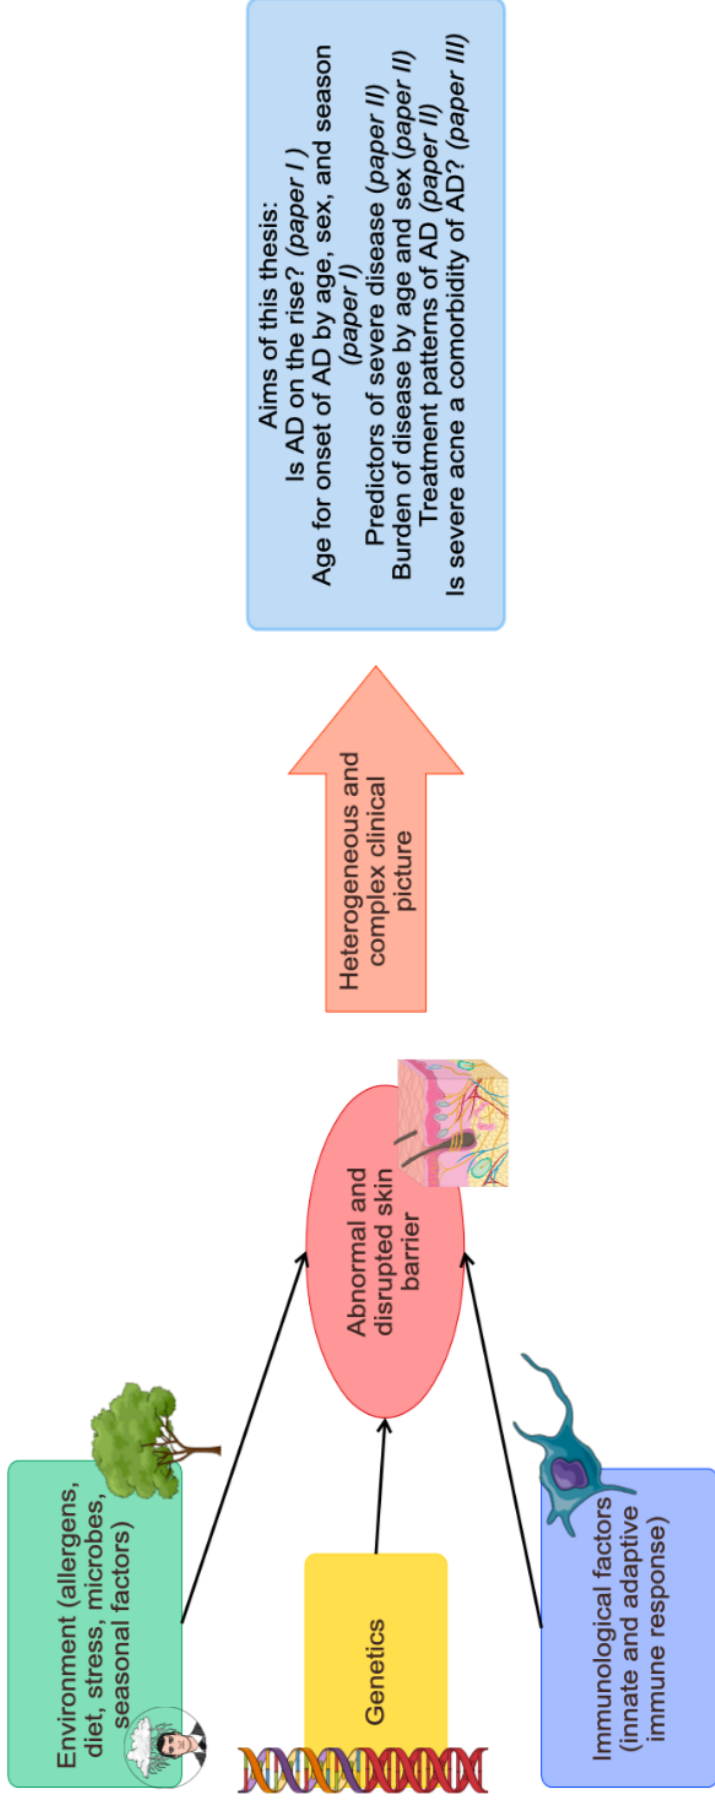 Environment (allergens,
diet, stress, microbes,
seasonal factors)
Genetics
Immunological factors
(innate and adaptive
immune response)
Abnormal and
disrupted skin
barrier
Heterogeneous and
complex clinical
picture
Aims of this thesis:
Is AD on the rise? (paper I )
Age for onset of AD by age, sex, and season
(paper I)
Predictors of severe disease (paper II)
Burden of disease by age and sex (paper II)
Treatment patterns of AD (paper II)
Is severe acne a comorbidity of AD? (paper III)